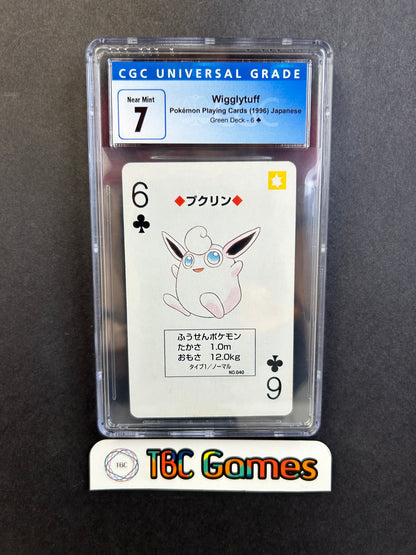 CGC UNIVERSAL GRADE
Near Mint
7
Wigglytuff
Pokémon Playing Cards (1996) Japanese
Green Deck - 6 ♣
6
♣
◆プクリン◆
ふうせんポケモン
たかさ 1.0m
おもさ 12.0kg
タイプ1/ノーマル
NO.040
♣
6
TBC
TBC Games